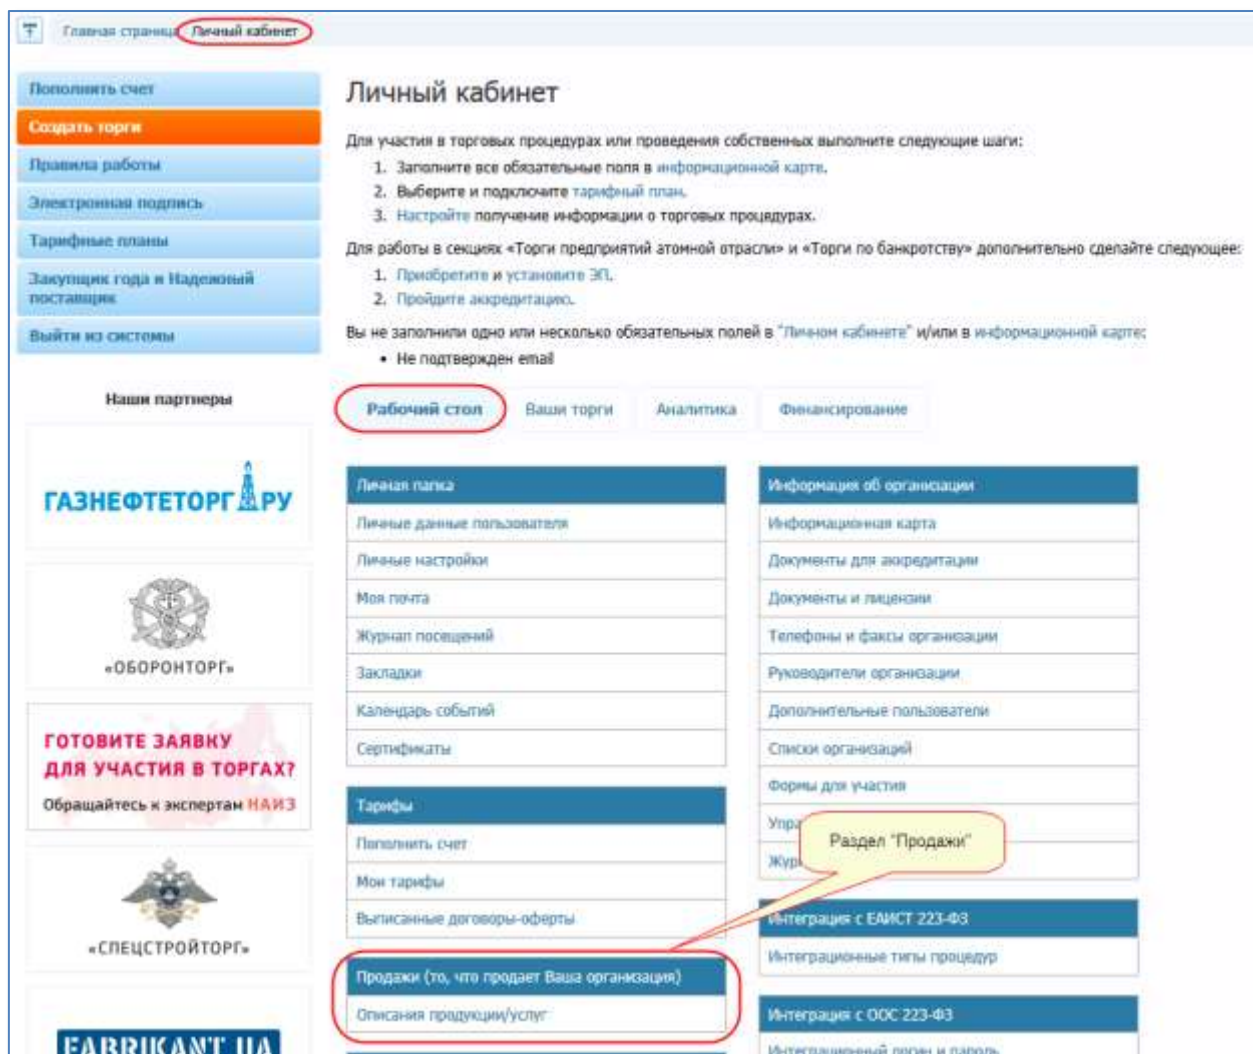 Главная страница Личный кабинет
Пополнить счет
Создать торги
Правила работы
Электронная подпись
Тарифные планы
Закупщик года и Надежный
поставщик
Выйти из системы
Наши партнеры
ГАЗНЕФТЕТОРГ РУ
«ОБОРОНТОРГ»
ГОТОВИТЕ ЗАЯВКУ
ДЛЯ УЧАСТИЯ В ТОРГАХ?
Обращайтесь к экспертам НАИЗ
«СПЕЦСТРОЙТОРГ»
FABRIKANT.UA
Личный кабинет
Для участия в торговых процедурах или проведения собственных выполните следующие шаги:
1. Заполните все обязательные поля в информационной карте.
2. Выберите и подключите тарифный план.
3. Настройте получение информации о торговых процедурах.
Для работы в секциях «Торги предприятий атомной отрасли» и «Торги по банкротству» дополнительно сделайте следующее:
1. Приобретите и установите ЭП.
2. Пройдите аккредитацию.
Вы не заполнили одно или несколько обязательных полей в "Личном кабинете" и/или в информационной карте:
• Не подтвержден email
Рабочий стол Ваши торги Аналитика Финансирование
Личная папка
Личные данные пользователя
Личные настройки
Моя почта
Журнал посещений
Закладки
Календарь событий
Сертификаты
Тарифы
Пополнить счет
Мои тарифы
Выписанные договоры-оферты
Продажи (то, что продает Ваша организация)
Описания продукции/услуг
Информация об организации
Информационная карта
Документы для аккредитации
Документы и лицензии
Телефоны и факсы организации
Руководители организации
Дополнительные пользователи
Списки организаций
Формы для участия
Упра
Раздел "Продажи"
Жур
Интеграция с ЕАИСТ 223-ФЗ
Интеграционные типы процедур
Интеграция с ООС 223-ФЗ
Интеграционный логин и пароль